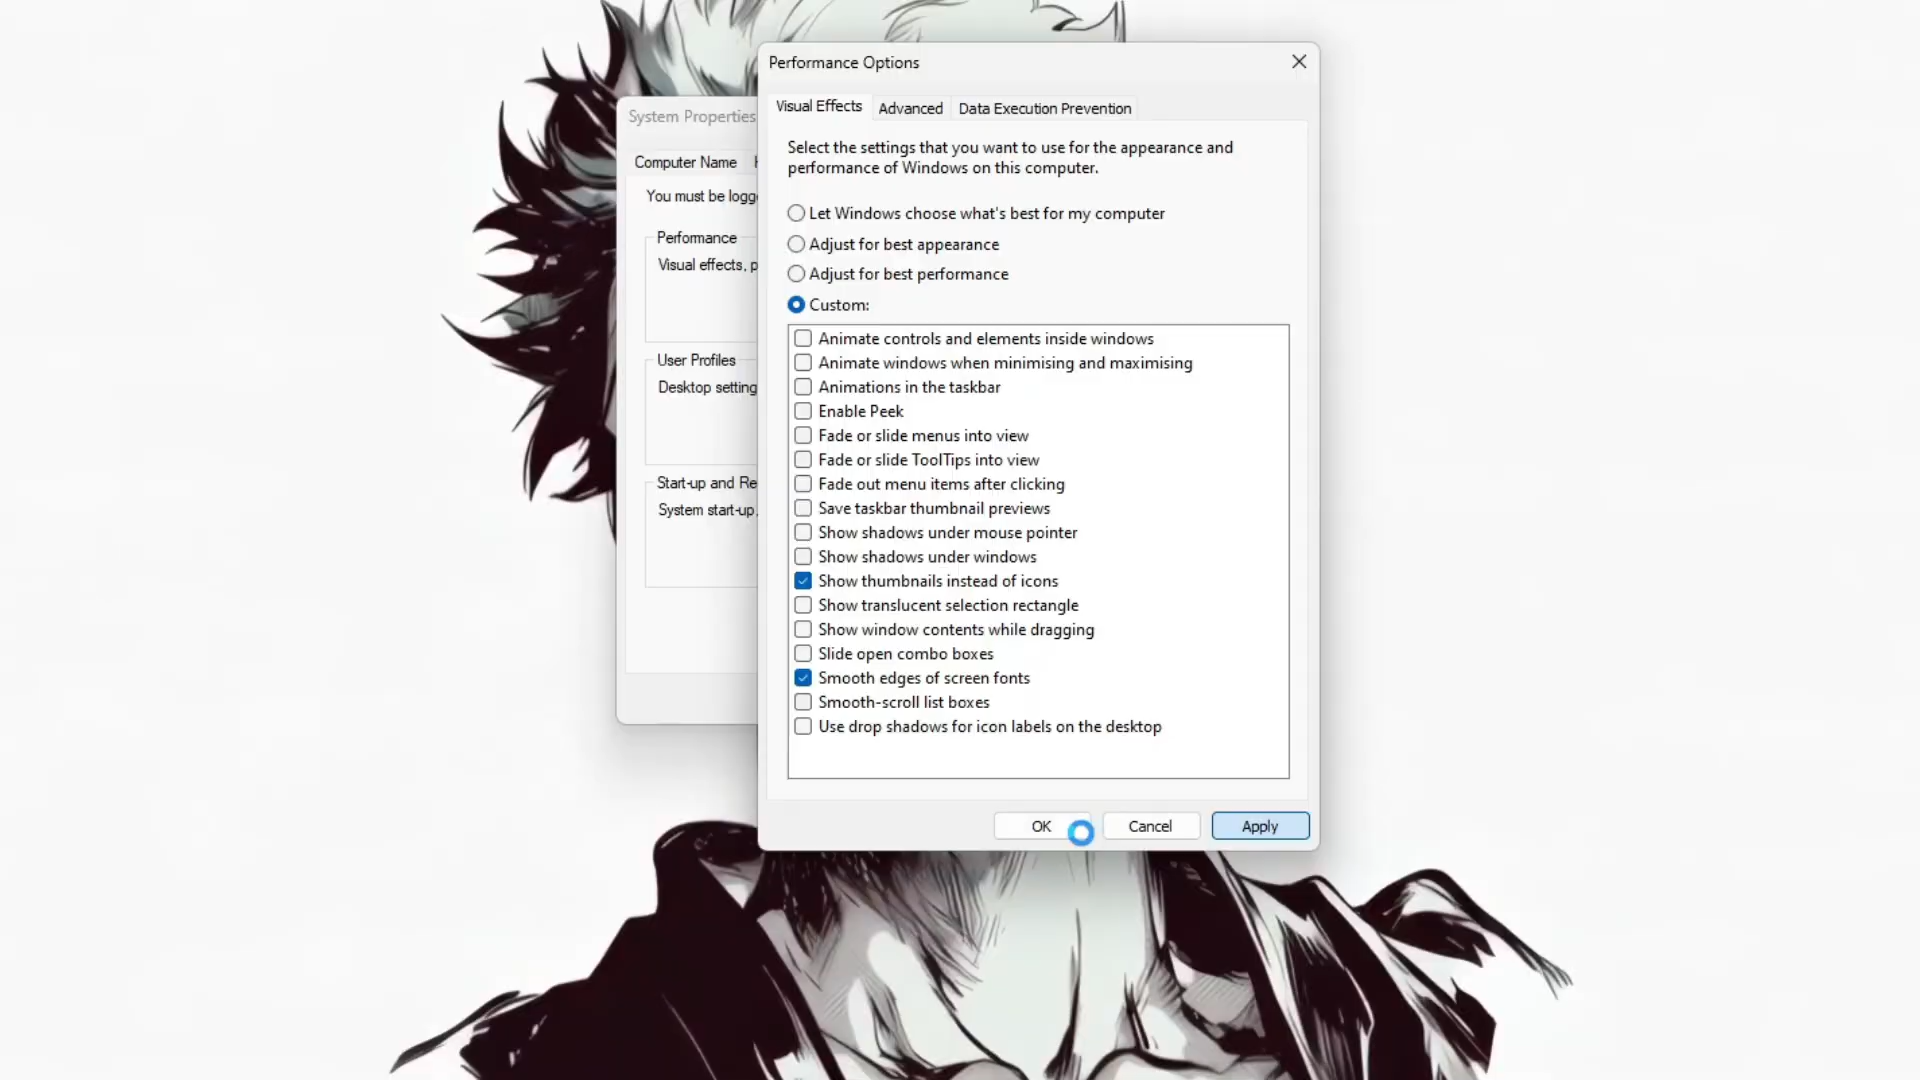 Performance Options
System Properties
Visual Effects
Advanced
Data Execution Prevention
Computer Name
Select the settings that you want to use for the appearance and
performance of Windows on this computer.
You must be logg
Let Windows choose what's best for my computer
Performance
Adjust for best appearance
Visual effects, p
Adjust for best performance
Custom:
Animate controls and elements inside windows
User Profiles
Animate windows when minimising and maximising
Desktop setting
Animations in the taskbar
Enable Peek
Fade or slide menus into view
Fade or slide ToolTips into view
Start-up and Re
Fade out menu items after clicking
System start-up,
Save taskbar thumbnail previews
Show shadows under mouse pointer
Show shadows under windows
Show thumbnails instead of icons
Show translucent selection rectangle
Show window contents while dragging
Slide open combo boxes
Smooth edges of screen fonts
Smooth-scroll list boxes
Use drop shadows for icon labels on the desktop
OK
Cancel
Apply